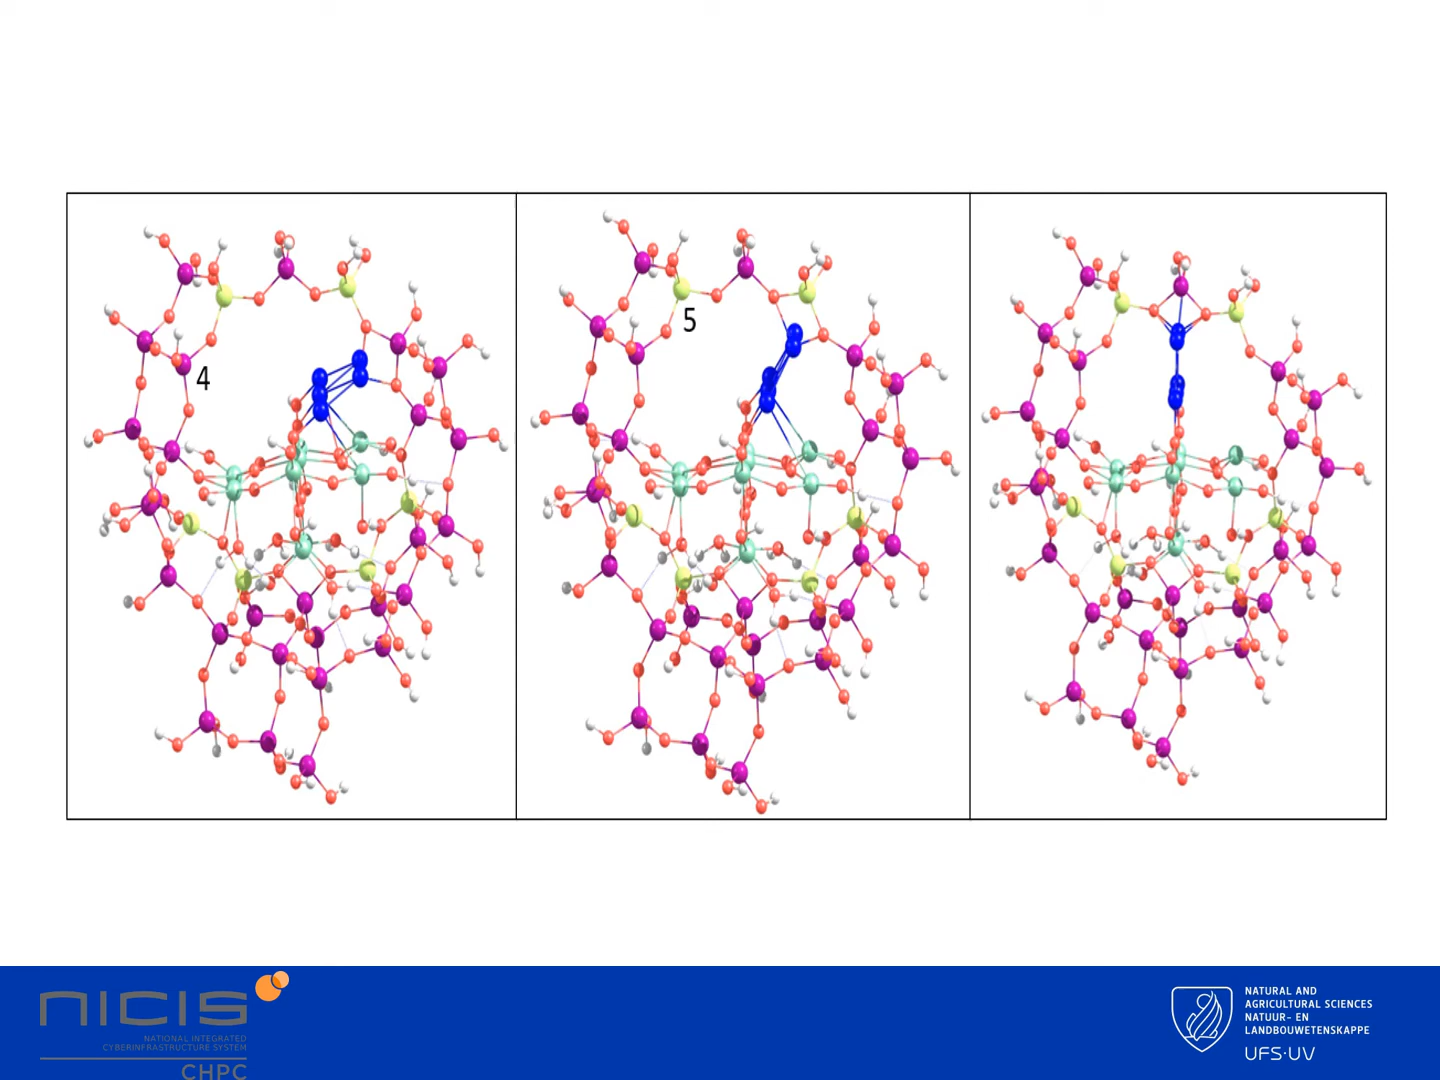 4
5
NICIS
NATIONAL INTEGRATED
CYBERINFRASTRUCTURE SYSTEM
CHPC
NATURAL AND
AGRICULTURAL SCIENCES
NATUUR- EN
LANDBOUWETENSKAPPE
UFS·UV